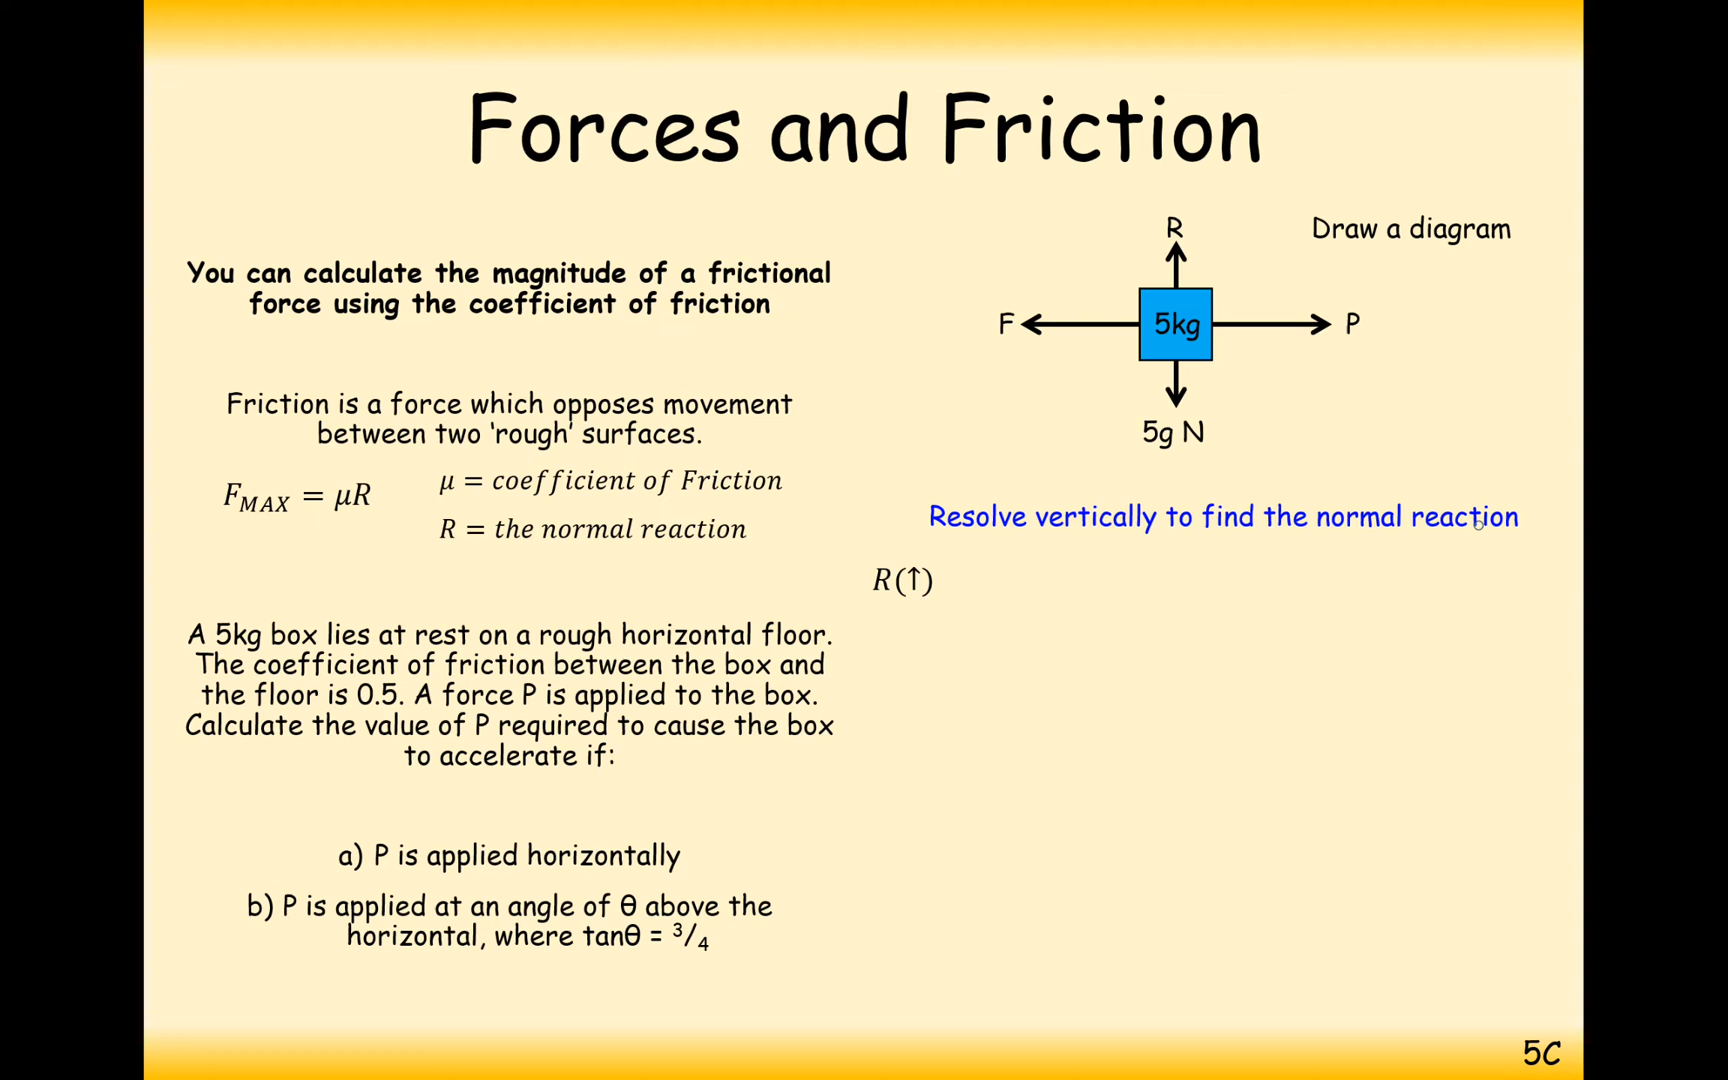 Forces and Friction
You can calculate the magnitude of a frictional
force using the coefficient of friction
Friction is a force which opposes movement
between two ‘rough’ surfaces.
F_MAX = μR
μ = coefficient of Friction
R = the normal reaction
A 5kg box lies at rest on a rough horizontal floor.
The coefficient of friction between the box and
the floor is 0.5. A force P is applied to the box.
Calculate the value of P required to cause the box
to accelerate if:
a) P is applied horizontally
b) P is applied at an angle of θ above the
horizontal, where tanθ = ³/₄
Draw a diagram
R
F
5kg
P
5g N
Resolve vertically to find the normal reaction
R(↑)
5C